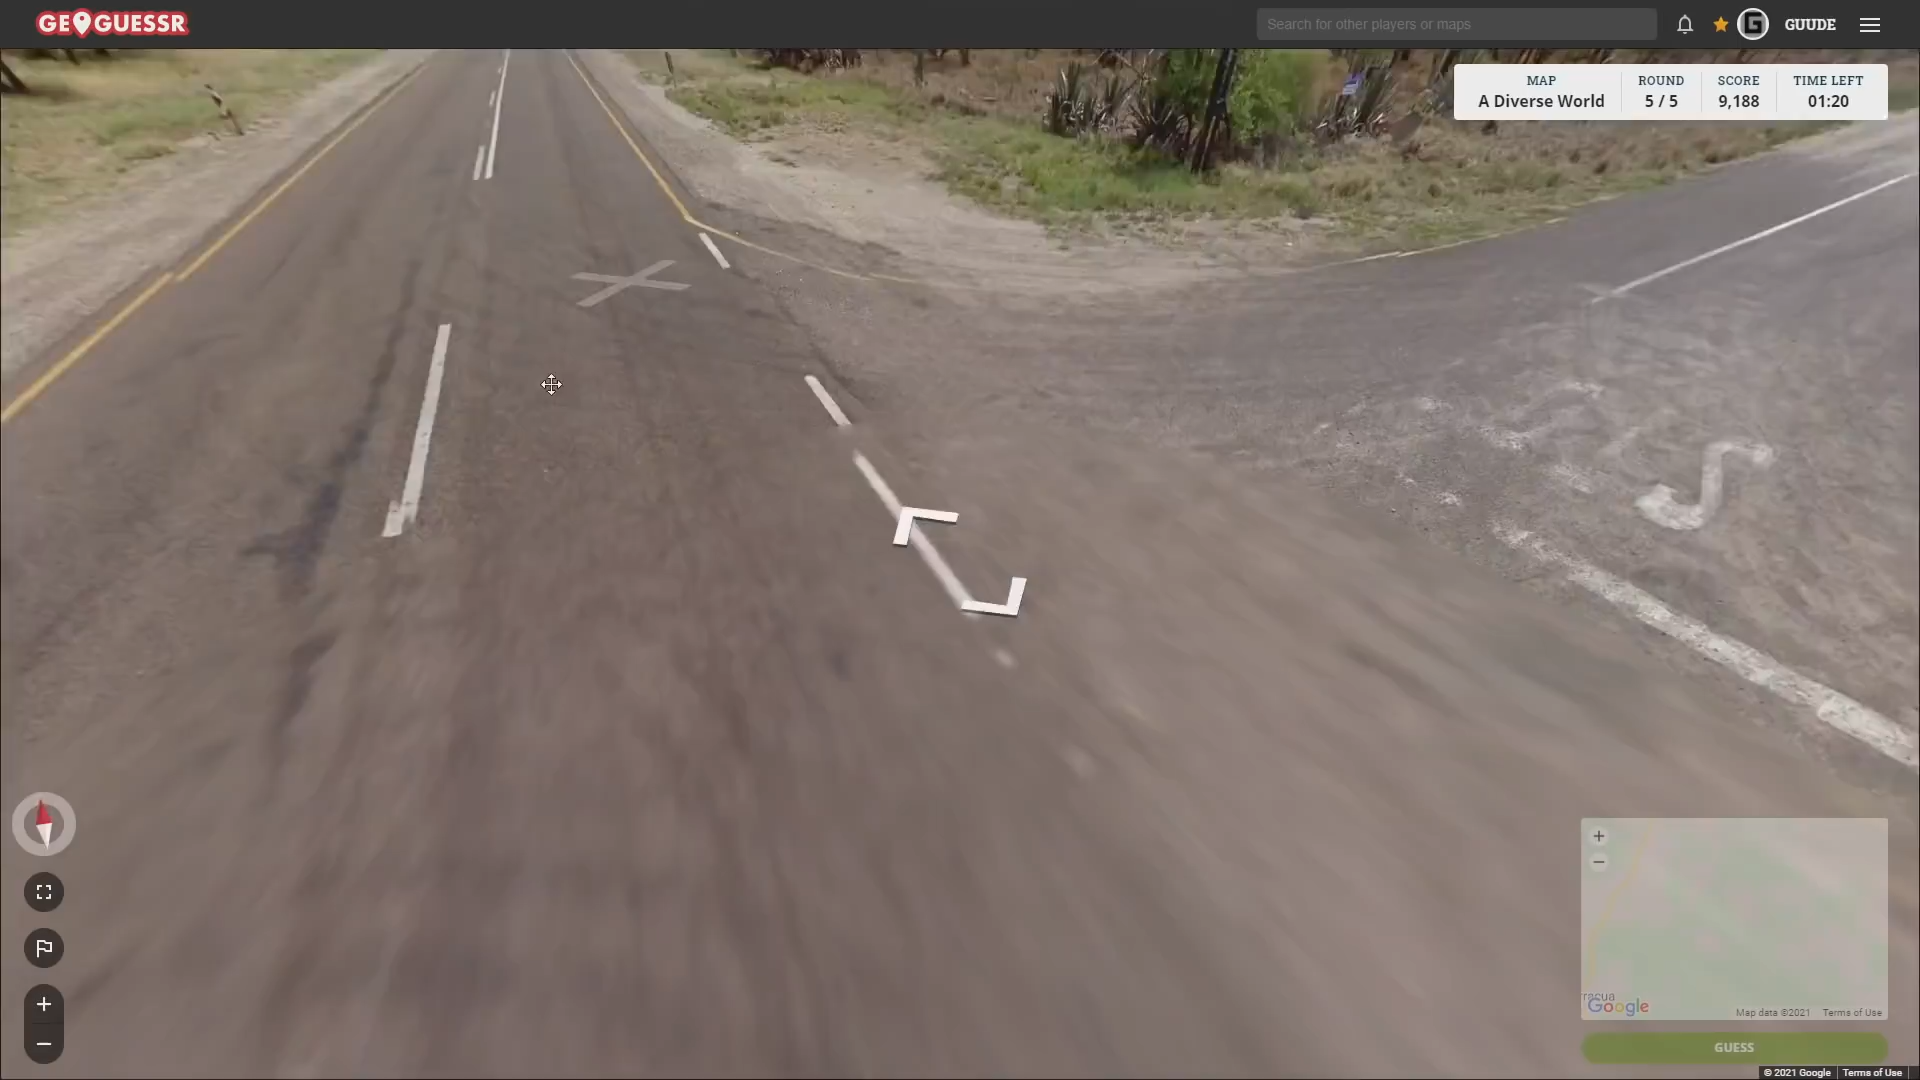 GEOGUESSR
Search for other players or maps
GUUDE
MAP
A Diverse World
ROUND
5 / 5
SCORE
9,188
TIME LEFT
01:20
S
racua
Google
Map data ©2021
Terms of Use
GUESS
© 2021 Google
Terms of Use